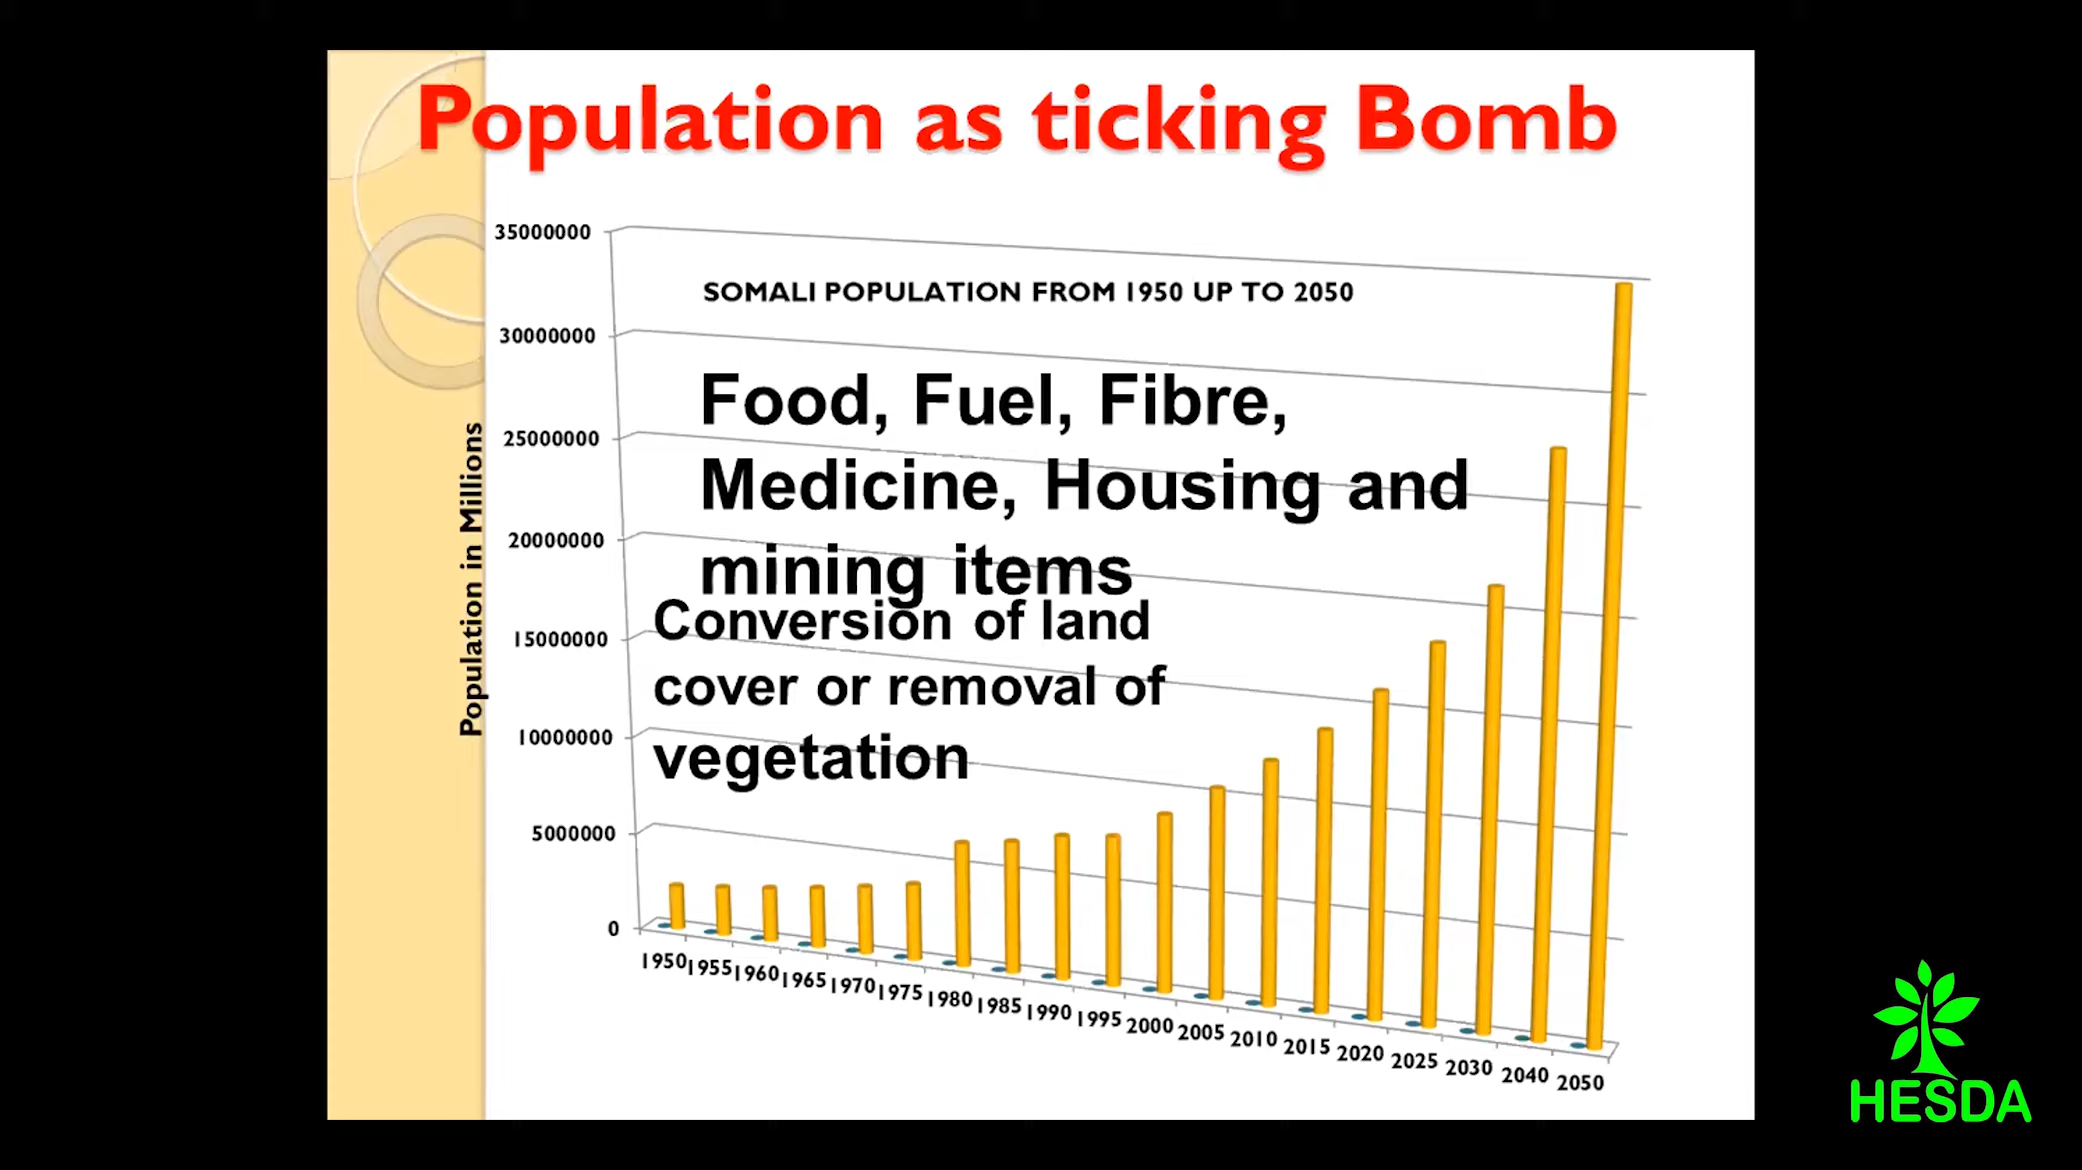 Population as ticking Bomb
SOMALI POPULATION FROM 1950 UP TO 2050
Food, Fuel, Fibre,
Medicine, Housing and
mining items
Conversion of land
cover or removal of
vegetation
Population in Millions
35000000
30000000
25000000
20000000
15000000
10000000
5000000
0
1950 1955 1960 1965 1970 1975 1980 1985 1990 1995 2000 2005 2010 2015 2020 2025 2030 2040 2050
HESDA